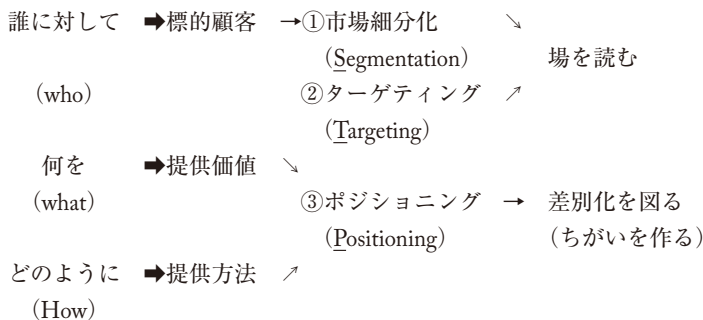 誰に対して ➡標的顧客 →①市場細分化 ↘
(Segmentation) 場を読む
(who) ②ターゲティング ↗
(Targeting)
何を ➡提供価値 ↘
(what) ③ポジショニング → 差別化を図る
(Positioning) (ちがいを作る)
どのように ➡提供方法 ↗
(How)